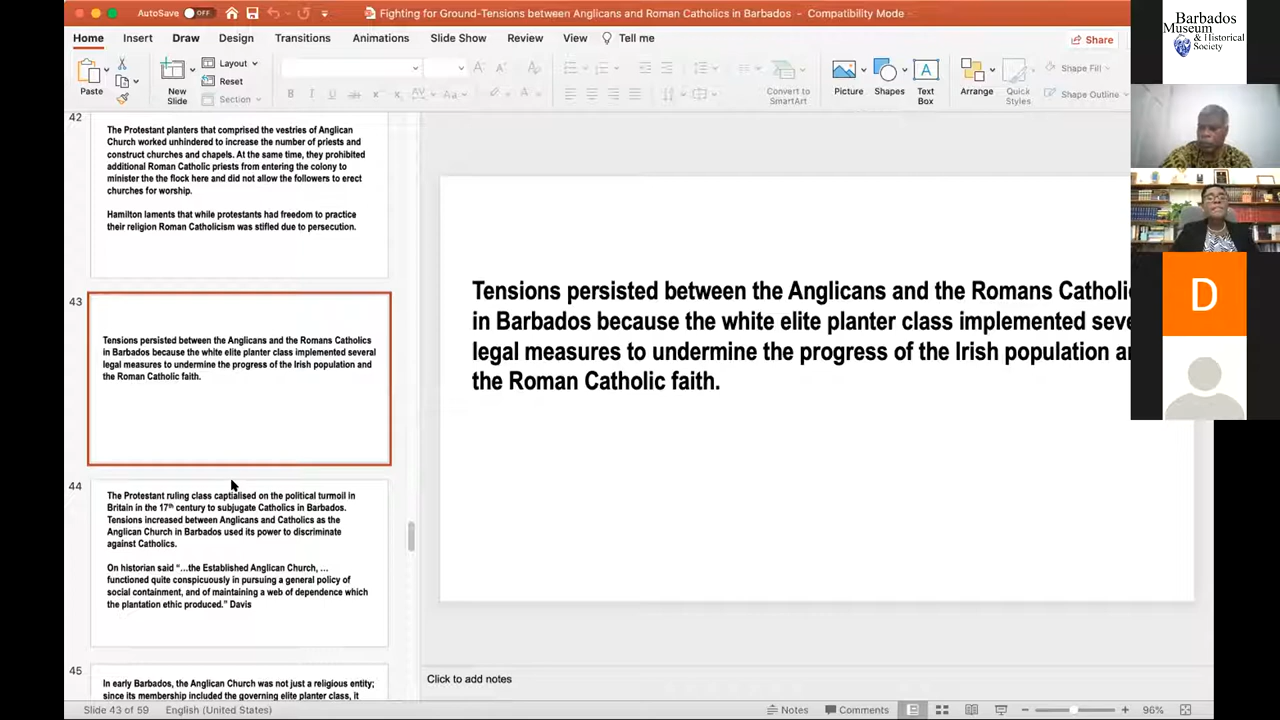 AutoSave OFF
Fighting for Ground-Tensions between Anglicans and Roman Catholics in Barbados - Compatibility Mode
Home Insert Draw Design Transitions Animations Slide Show Review View Tell me
Share
Paste
New
Slide
Layout
Reset
Section
Convert to
SmartArt
Picture
Shapes
Text
Box
Arrange
Quick
Styles
Shape Fill
Shape Outline
Barbados
Museum
& Historical
Society
42
The Protestant planters that comprised the vestries of Anglican
Church worked unhindered to increase the number of priests and
construct churches and chapels. At the same time, they prohibited
additional Roman Catholic priests from entering the colony to
minister the the flock here and did not allow the followers to erect
churches for worship.
Hamilton laments that while protestants had freedom to practice
their religion Roman Catholicism was stifled due to persecution.
43
Tensions persisted between the Anglicans and the Romans Catholics
in Barbados because the white elite planter class implemented several
legal measures to undermine the progress of the Irish population and
the Roman Catholic faith.
44
The Protestant ruling class captialised on the political turmoil in
Britain in the 17th century to subjugate Catholics in Barbados.
Tensions increased between Anglicans and Catholics as the
Anglican Church in Barbados used its power to discriminate
against Catholics.
On historian said “…the Established Anglican Church, …
functioned quite conspicuously in pursuing a general policy of
social containment, and of maintaining a web of dependence which
the plantation ethic produced.” Davis
45
In early Barbados, the Anglican Church was not just a religious entity;
since its membership included the governing elite planter class, it
Tensions persisted between the Anglicans and the Romans Catholic
in Barbados because the white elite planter class implemented seve
legal measures to undermine the progress of the Irish population a
the Roman Catholic faith.
D
Click to add notes
Slide 43 of 59 English (United States) Notes Comments 96%